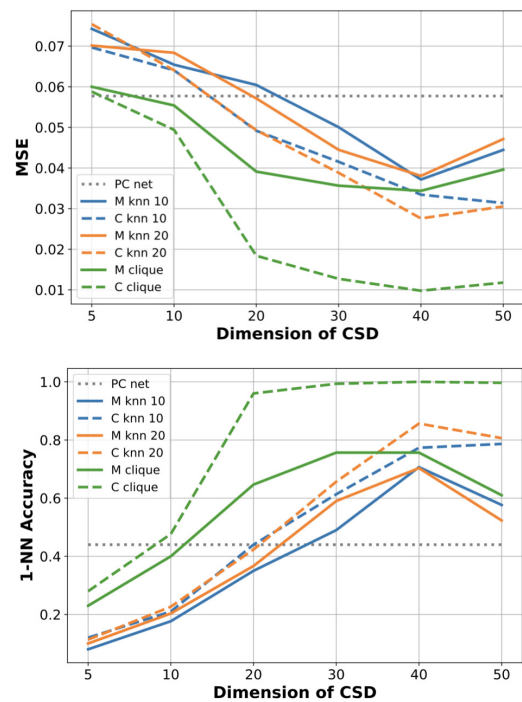 0.07
0.06
0.05
0.04
0.03
0.02
0.01
MSE
PC net
M knn 10
C knn 10
M knn 20
C knn 20
M clique
C clique
5 10 20 30 40 50
Dimension of CSD
1.0
0.8
0.6
0.4
0.2
1-NN Accuracy
PC net
M knn 10
C knn 10
M knn 20
C knn 20
M clique
C clique
5 10 20 30 40 50
Dimension of CSD